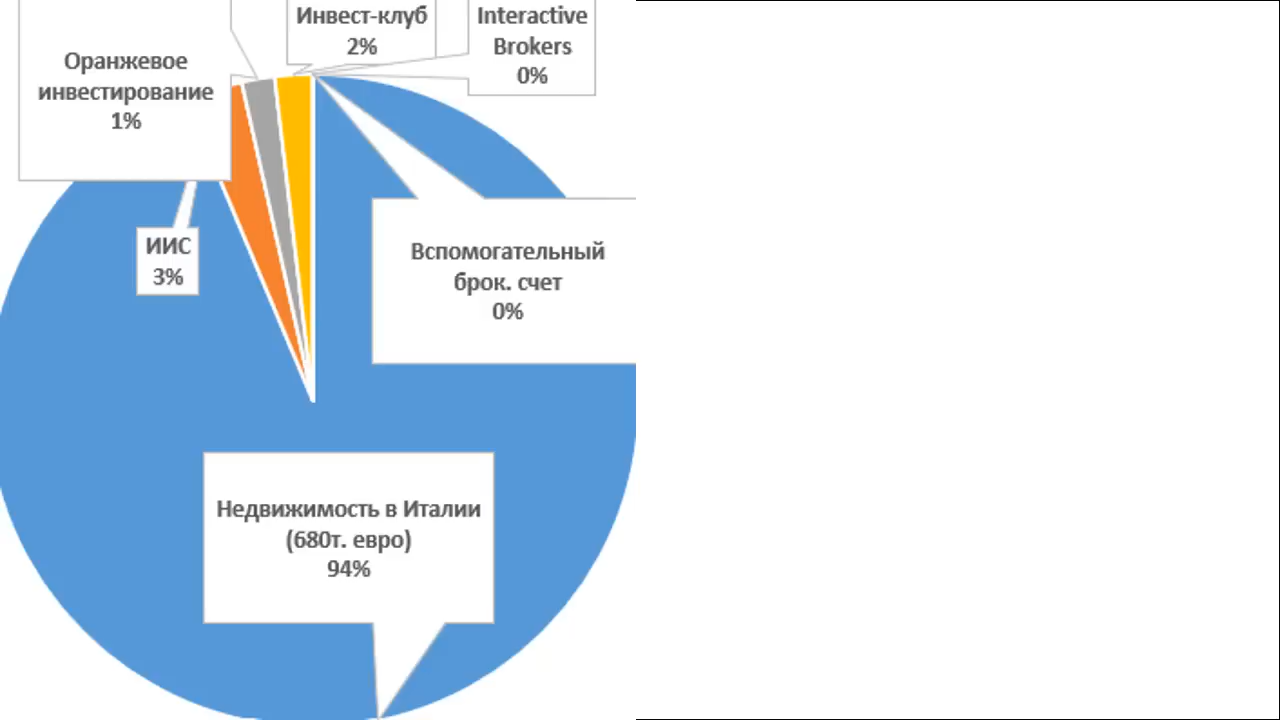 Инвест-клуб
2%
Interactive
Brokers
0%
Оранжевое
инвестирование
1%
ИИС
3%
Вспомогательный
брок. счет
0%
Недвижимость в Италии
(680т. евро)
94%